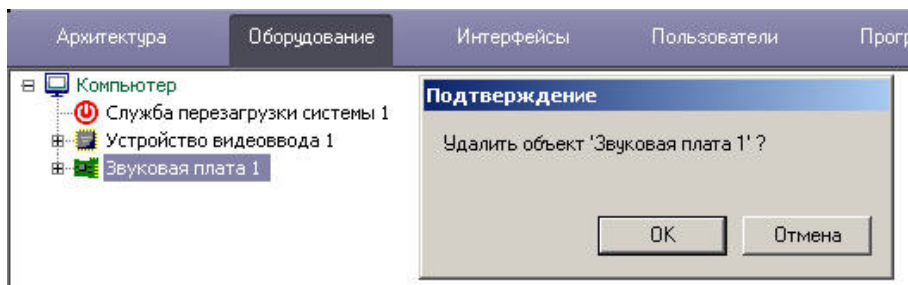 Архитектура Оборудование Интерфейсы Пользователи
Компьютер
Служба перезагрузки системы 1
Устройство видеоввода 1
Звуковая плата 1
Подтверждение
Удалить объект 'Звуковая плата 1' ?
OK Отмена